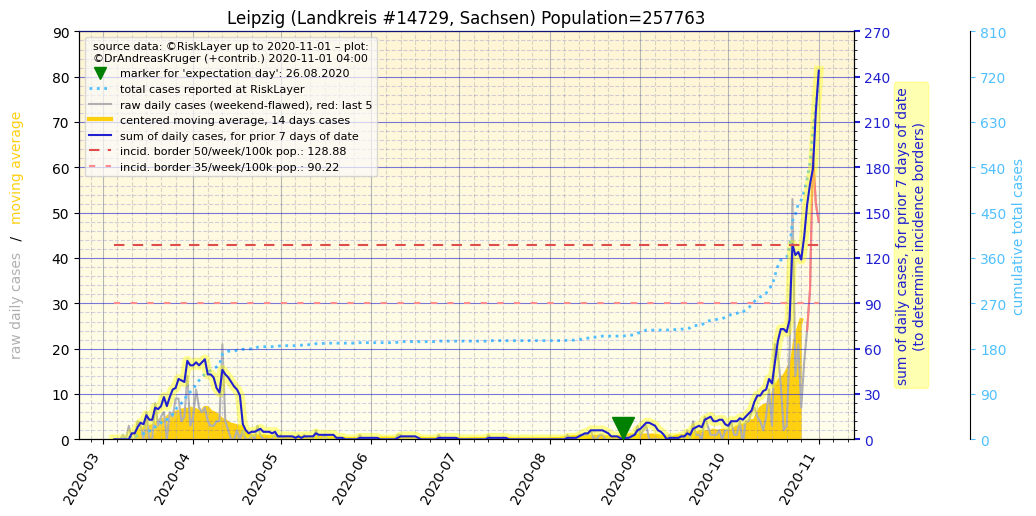 Leipzig (Landkreis #14729, Sachsen) Population=257763
source data: ©RiskLayer up to 2020-11-01 – plot:
©DrAndreasKruger (+contrib.) 2020-11-01 04:00
marker for 'expectation day': 26.08.2020
total cases reported at RiskLayer
raw daily cases (weekend-flawed), red: last 5
centered moving average, 14 days cases
sum of daily cases, for prior 7 days of date
incid. border 50/week/100k pop.: 128.88
incid. border 35/week/100k pop.: 90.22
raw daily cases / moving average
90
80
70
60
50
40
30
20
10
0
2020-03
2020-04
2020-05
2020-06
2020-07
2020-08
2020-09
2020-10
2020-11
270
240
210
180
150
120
90
60
30
0
sum of daily cases, for prior 7 days of date
(to determine incidence borders)
810
720
630
540
450
360
270
180
90
0
cumulative total cases